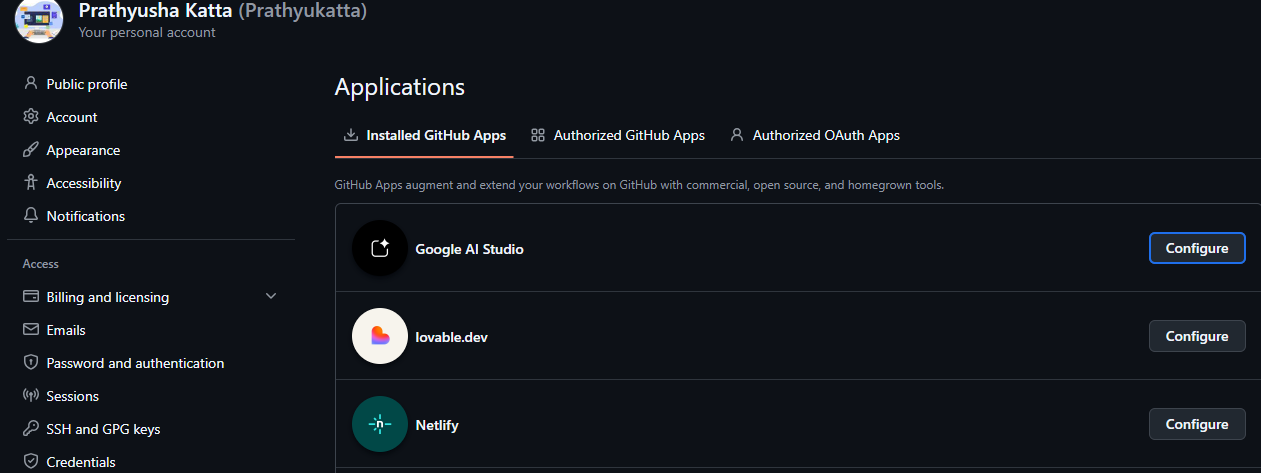 Prathyusha Katta (Prathyukatta)
Your personal account
Public profile
Account
Appearance
Accessibility
Notifications
Access
Billing and licensing
Emails
Password and authentication
Sessions
SSH and GPG keys
Credentials
Applications
Installed GitHub Apps Authorized GitHub Apps Authorized OAuth Apps
GitHub Apps augment and extend your workflows on GitHub with commercial, open source, and homegrown tools.
Google AI Studio Configure
lovable.dev Configure
n Netlify Configure